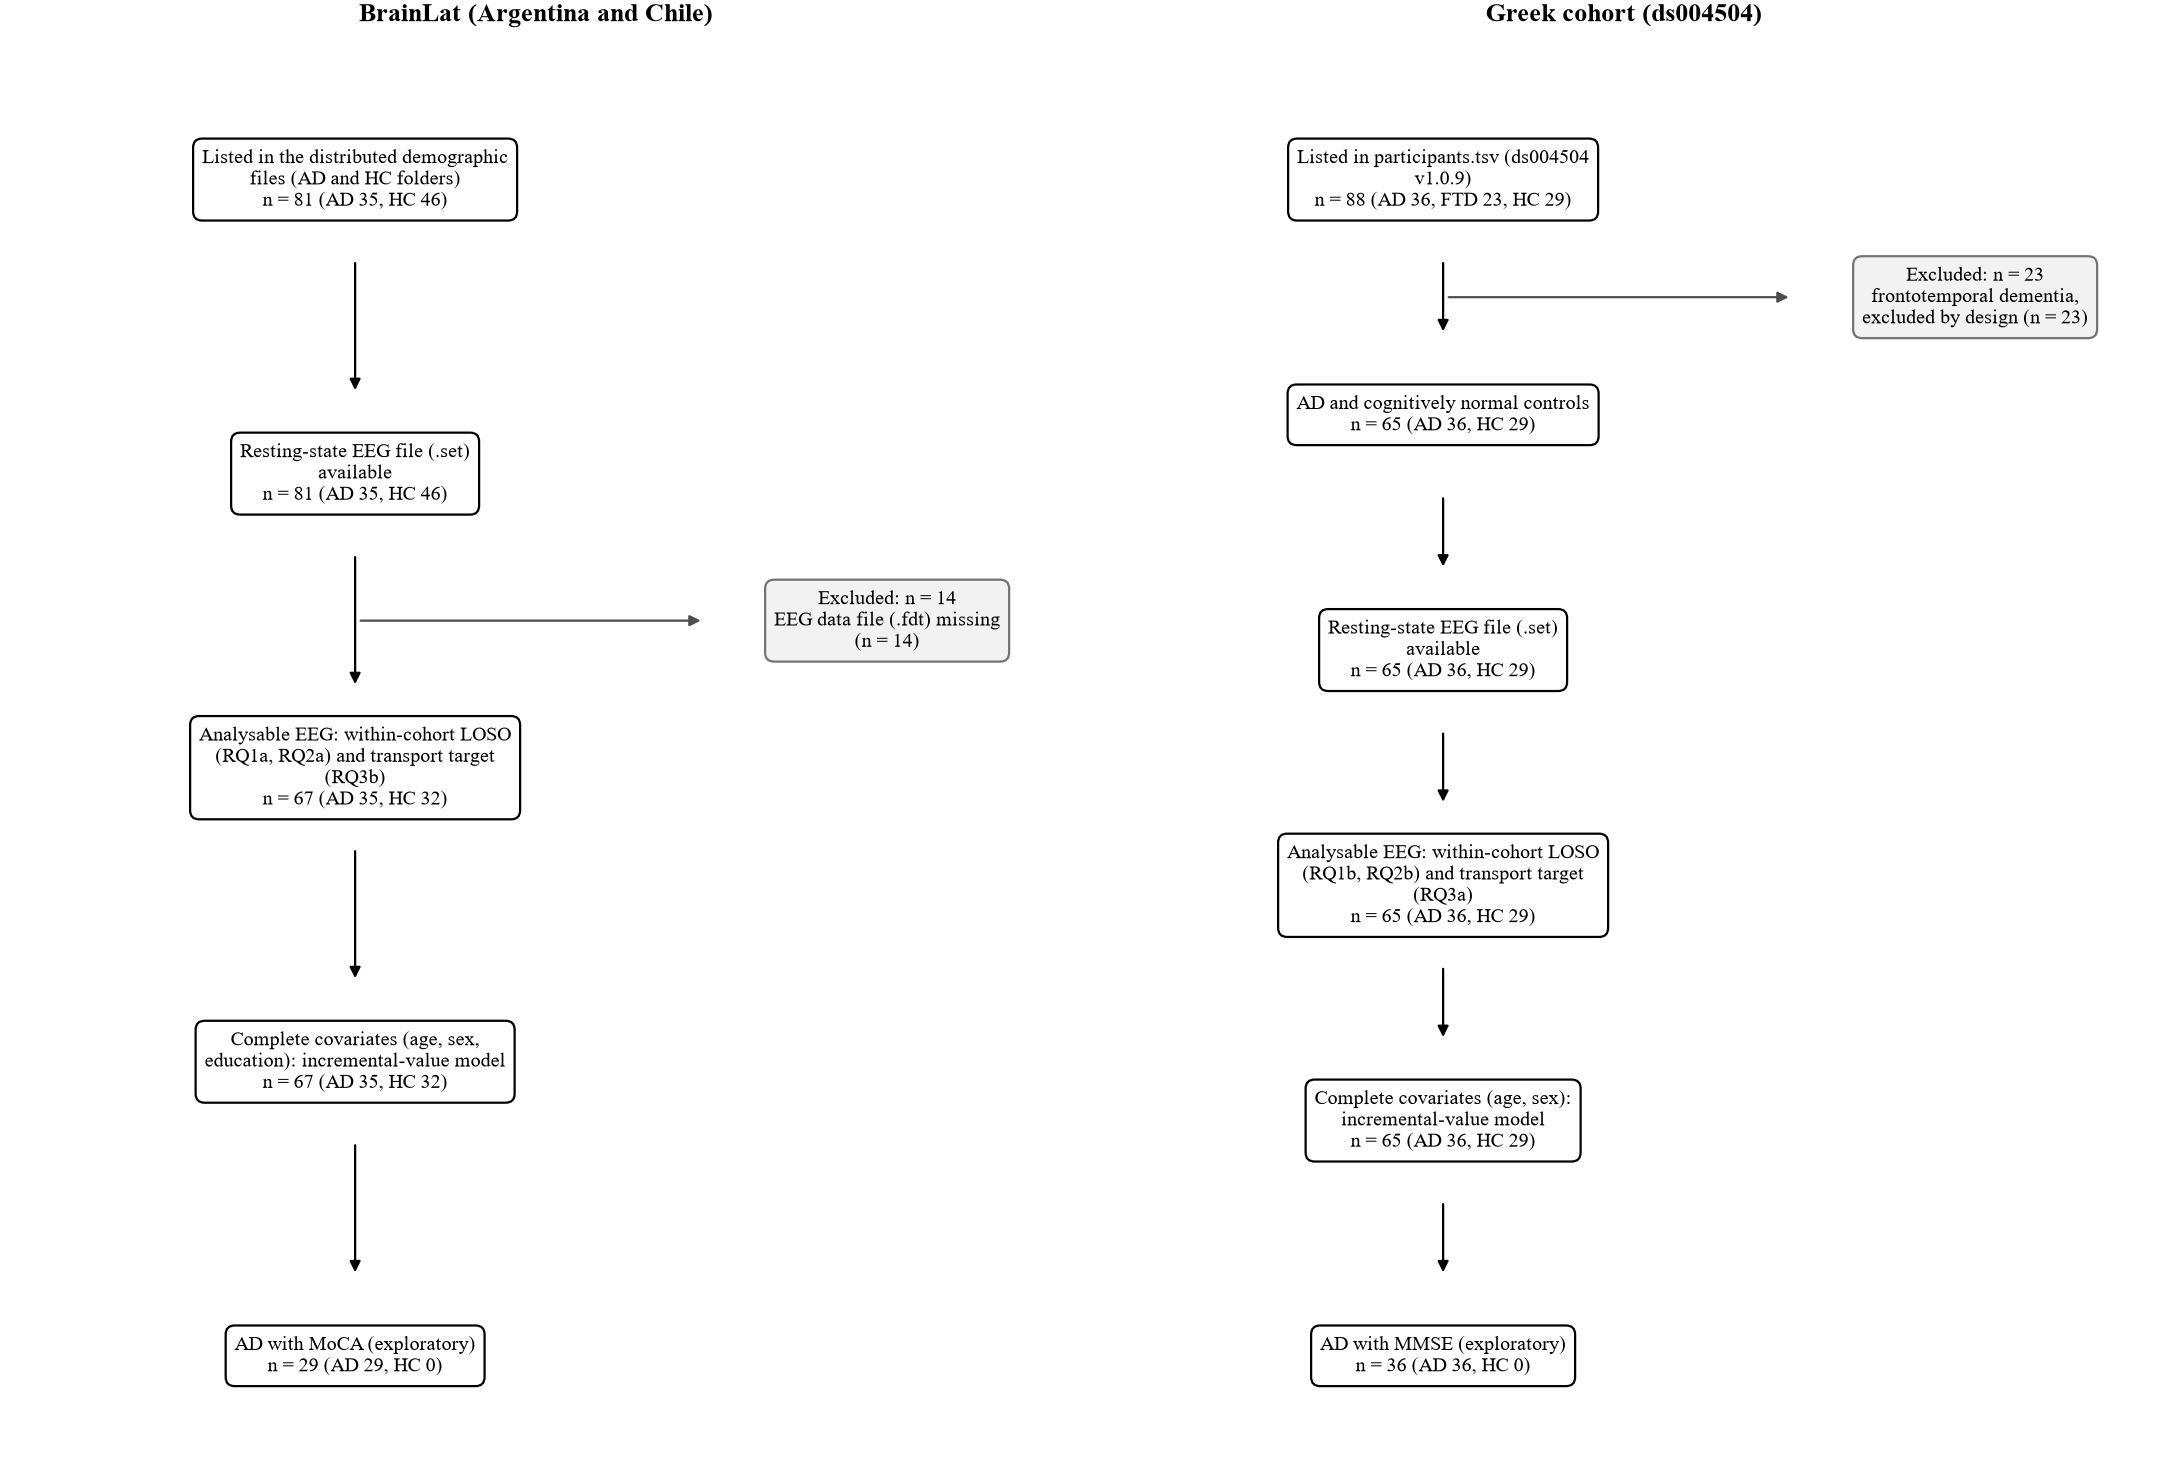 BrainLat (Argentina and Chile)
Listed in the distributed demographic
files (AD and HC folders)
n = 81 (AD 35, HC 46)
Resting-state EEG file (.set)
available
n = 81 (AD 35, HC 46)
Excluded: n = 14
EEG data file (.fdt) missing
(n = 14)
Analysable EEG: within-cohort LOSO
(RQ1a, RQ2a) and transport target
(RQ3b)
n = 67 (AD 35, HC 32)
Complete covariates (age, sex,
education): incremental-value model
n = 67 (AD 35, HC 32)
AD with MoCA (exploratory)
n = 29 (AD 29, HC 0)
Greek cohort (ds004504)
Listed in participants.tsv (ds004504
v1.0.9)
n = 88 (AD 36, FTD 23, HC 29)
Excluded: n = 23
frontotemporal dementia,
excluded by design (n = 23)
AD and cognitively normal controls
n = 65 (AD 36, HC 29)
Resting-state EEG file (.set)
available
n = 65 (AD 36, HC 29)
Analysable EEG: within-cohort LOSO
(RQ1b, RQ2b) and transport target
(RQ3a)
n = 65 (AD 36, HC 29)
Complete covariates (age, sex):
incremental-value model
n = 65 (AD 36, HC 29)
AD with MMSE (exploratory)
n = 36 (AD 36, HC 0)